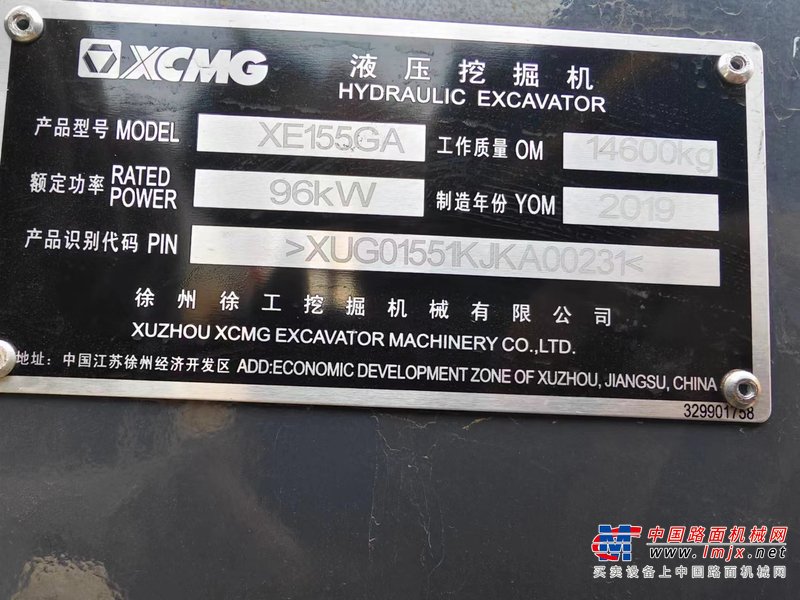 XCMG 液压挖掘机
HYDRAULIC EXCAVATOR
产品型号 MODEL XE155GA 工作质量 OM 14600kg
额定功率 RATED POWER 96kW 制造年份 YOM 2019
产品识别代码 PIN >XUG01551KJKA00231<
徐州徐工挖掘机械有限公司
XUZHOU XCMG EXCAVATOR MACHINERY CO.,LTD.
地址: 中国江苏徐州经济开发区 ADD:ECONOMIC DEVELOPMENT ZONE OF XUZHOU, JIANGSU, CHINA
329901758
中国路面机械网
www.lmjx.net
买卖设备上中国路面机械网